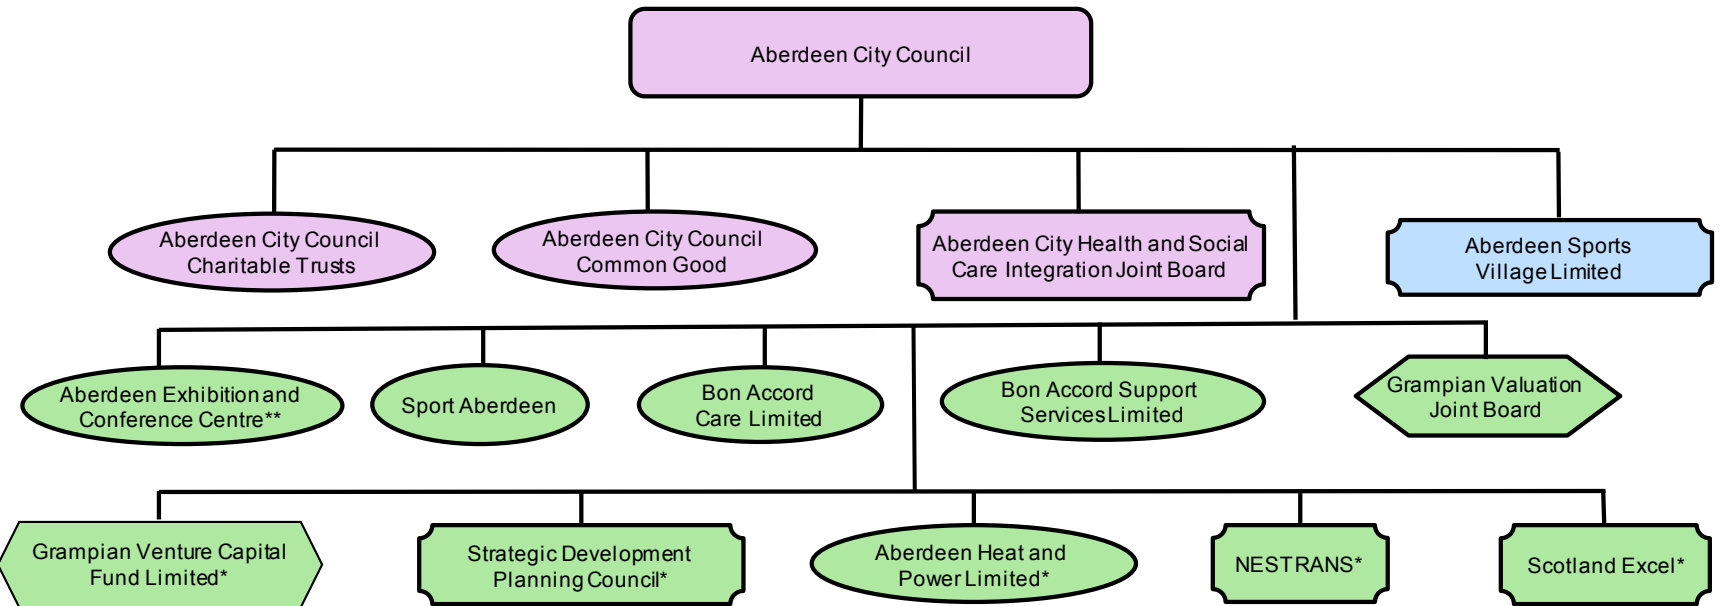 Aberdeen City Council
Aberdeen City Council
Charitable Trusts
Aberdeen City Council
Common Good
Aberdeen City Health and Social
Care Integration Joint Board
Aberdeen Sports
Village Limited
Aberdeen Exhibition and
Conference Centre**
Sport Aberdeen
Bon Accord
Care Limited
Bon Accord Support
Services Limited
Grampian Valuation
Joint Board
Grampian Venture Capital
Fund Limited*
Strategic Development
Planning Council*
Aberdeen Heat and
Power Limited*
NESTRANS*
Scotland Excel*